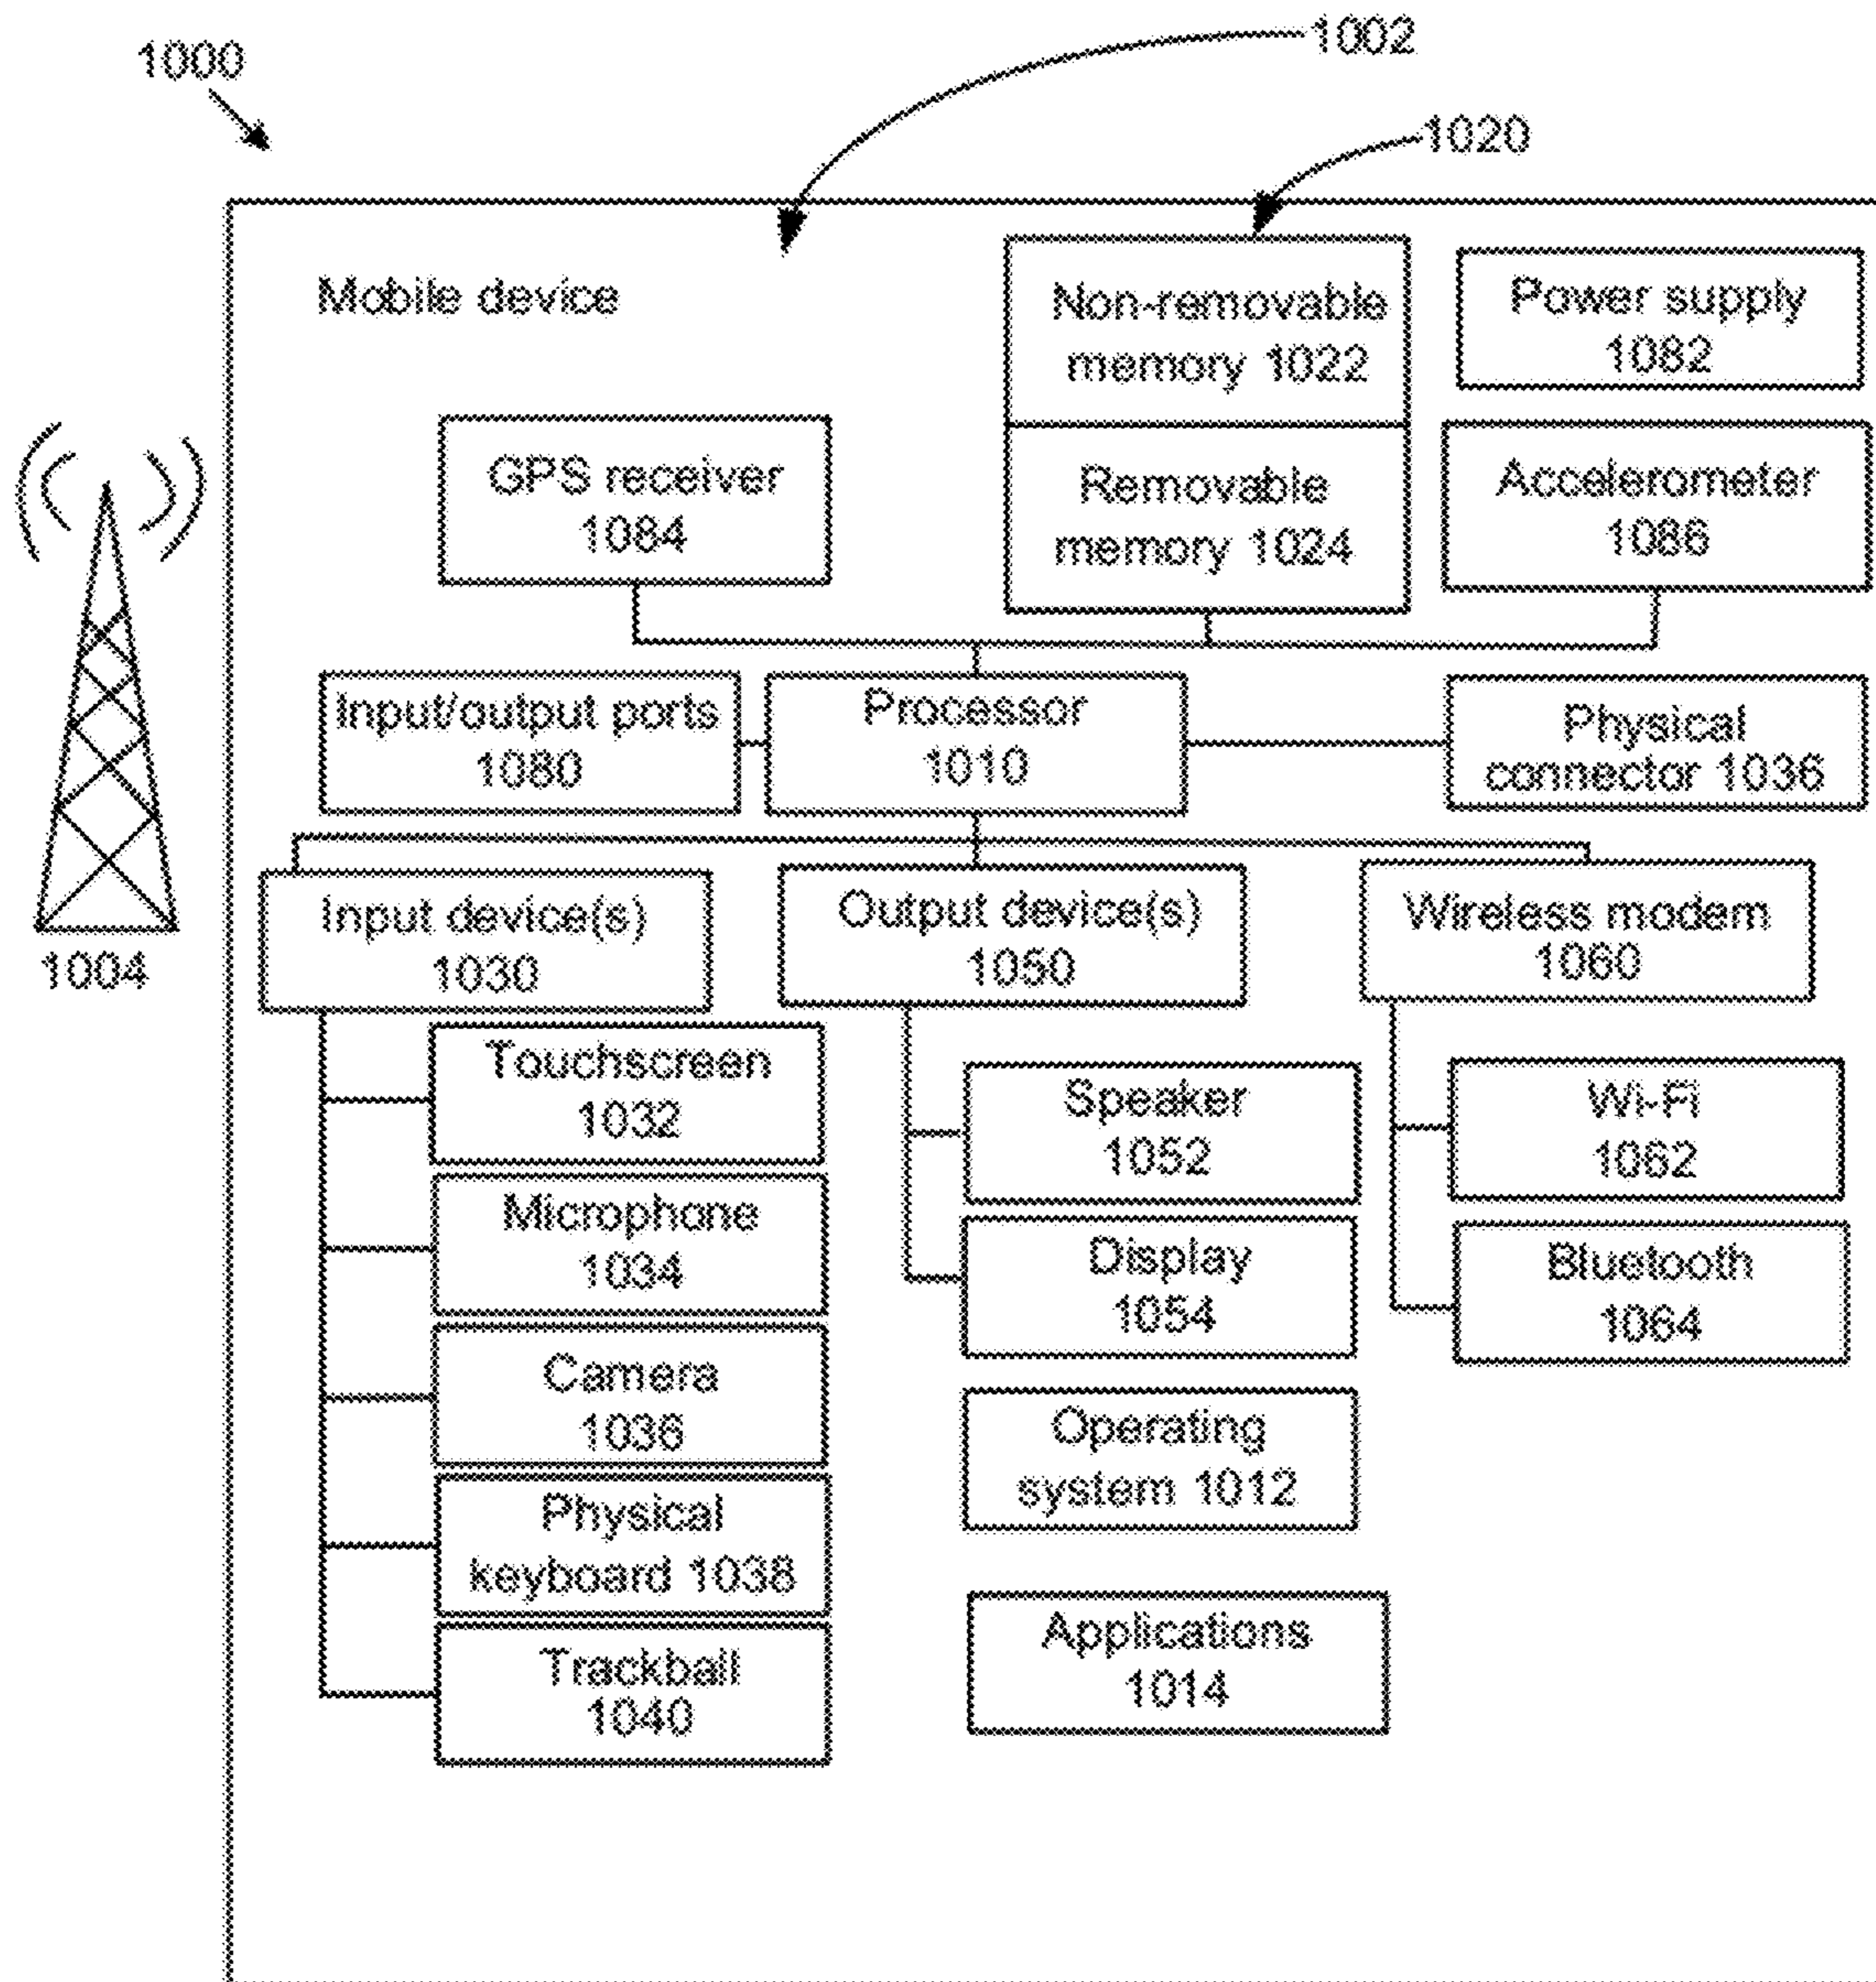 1000
1002
1020
Mobile device
Non-removable
memory 1022
Power supply
1082
GPS receiver
1084
Removable
memory 1024
Accelerometer
1086
Input/output ports
1080
Processor
1010
Physical
connector 1036
1004
Input device(s)
1030
Output device(s)
1050
Wireless modem
1060
Touchscreen
1032
Microphone
1034
Camera
1036
Physical
keyboard 1038
Trackball
1040
Speaker
1052
Display
1054
Operating
system 1012
Applications
1014
Wi-Fi
1062
Bluetooth
1064